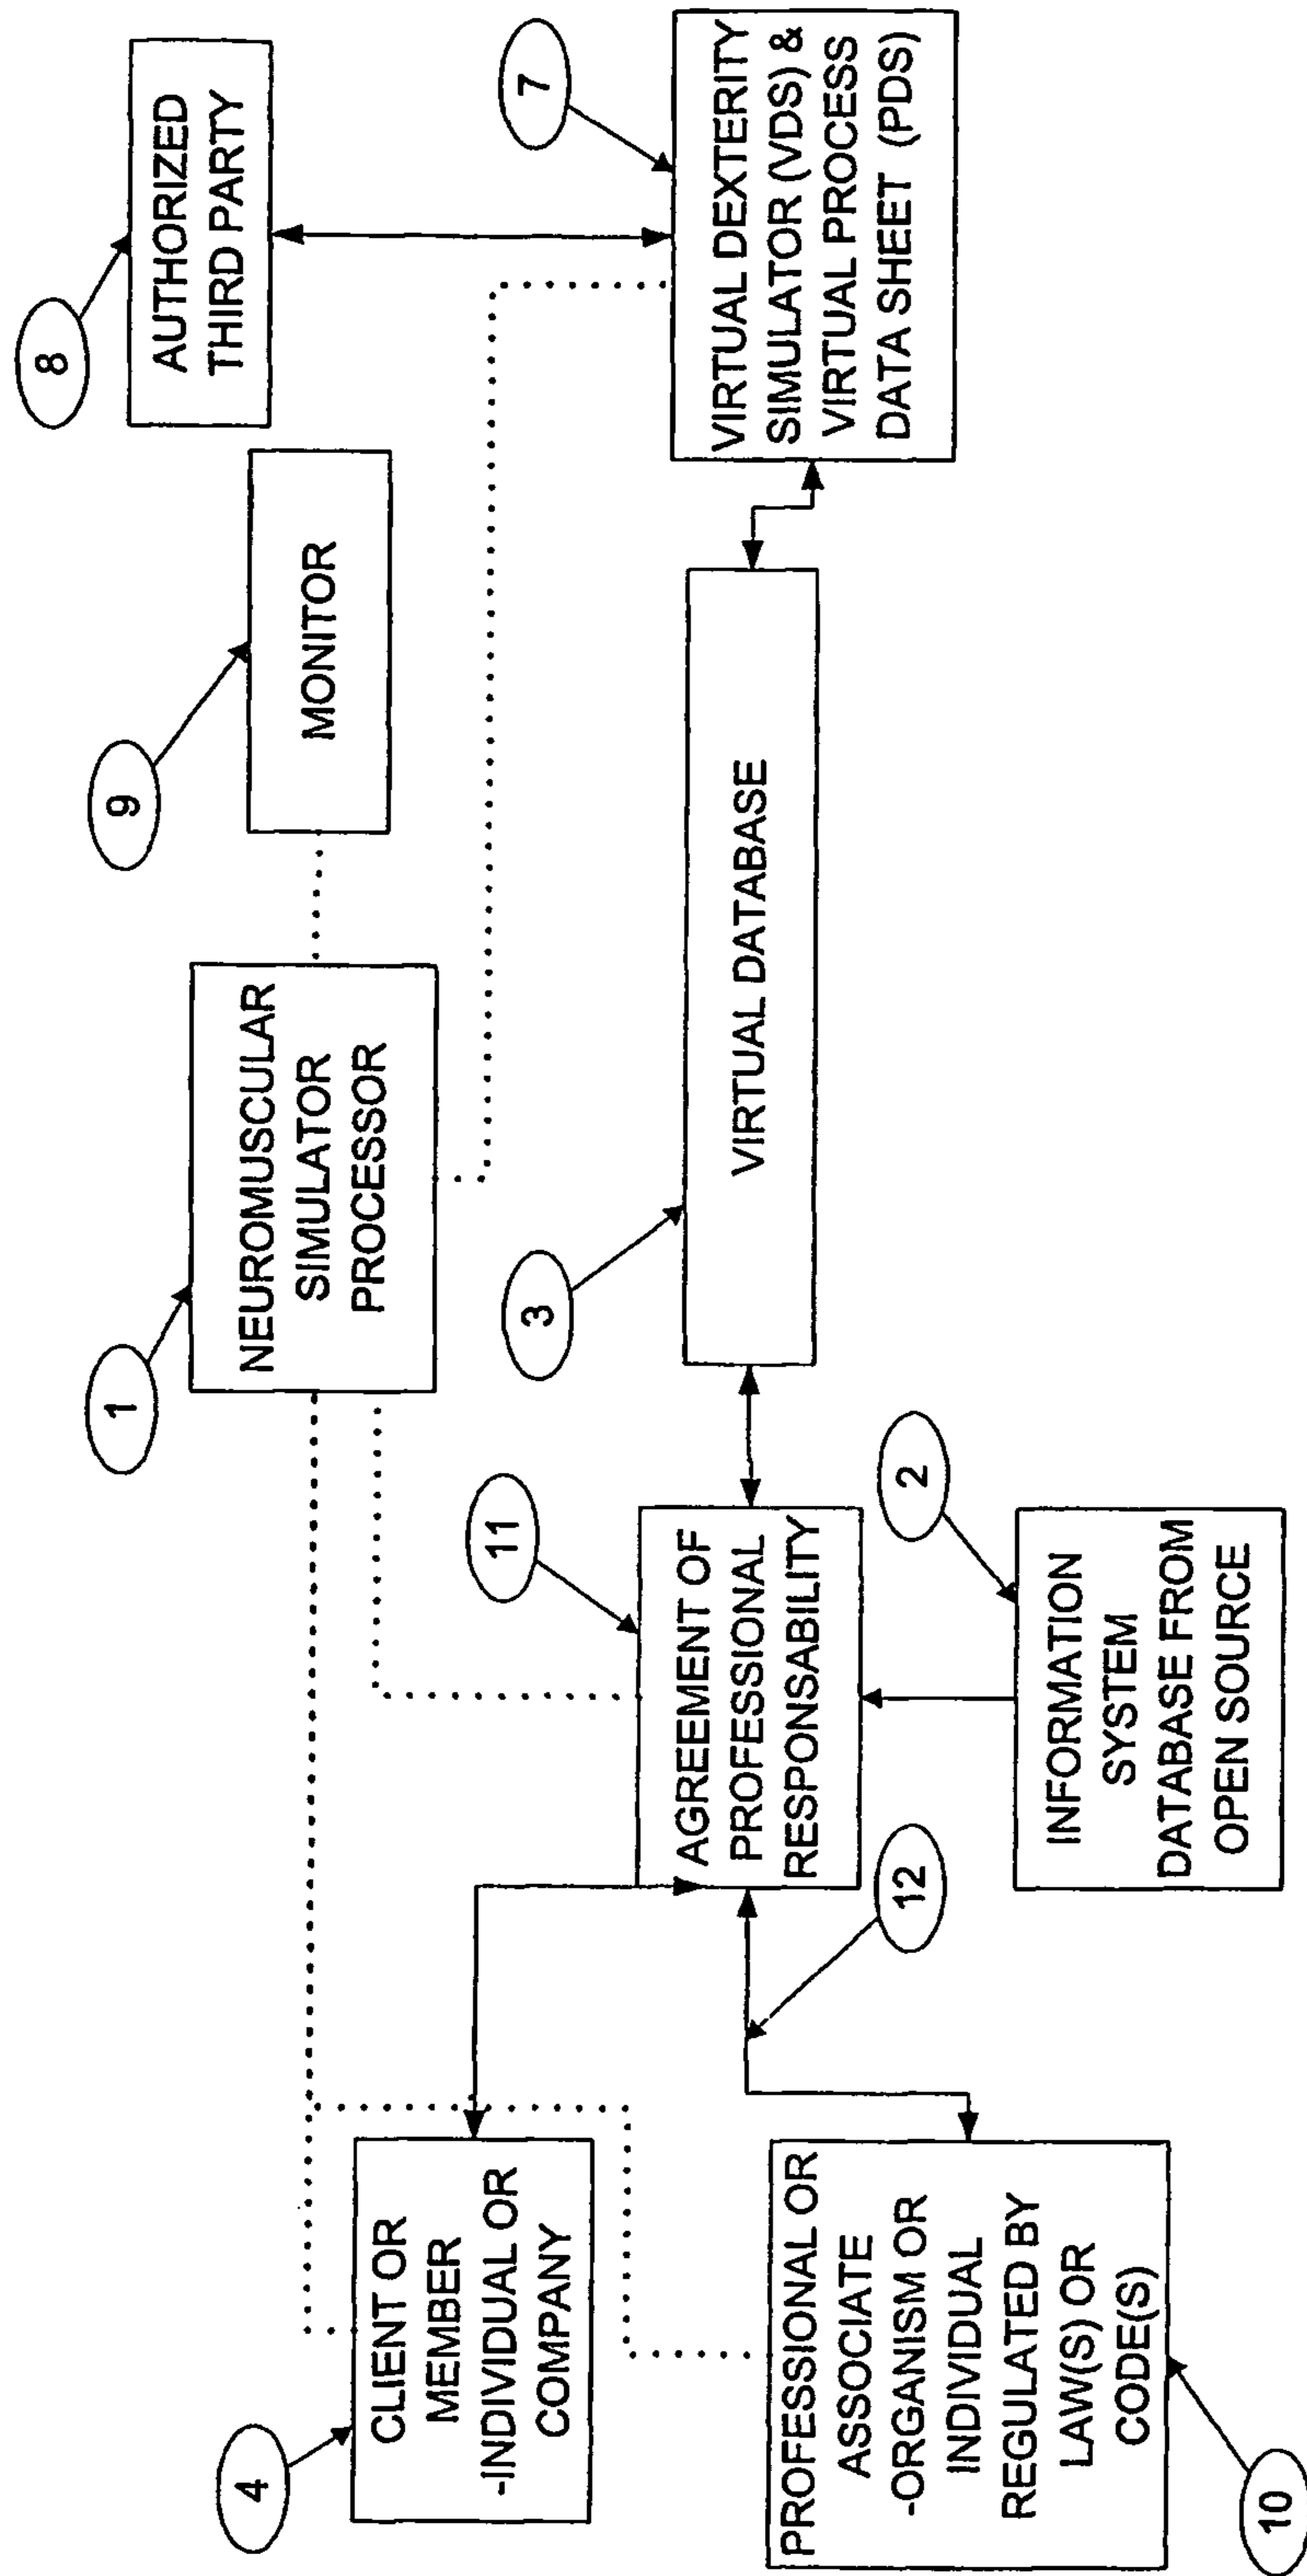 8
AUTHORIZED
THIRD PARTY
9
MONITOR
1
NEUROMUSCULAR
SIMULATOR
PROCESSOR
7
VIRTUAL DEXTERITY
SIMULATOR (VDS) &
VIRTUAL PROCESS
DATA SHEET (PDS)
3
VIRTUAL DATABASE
11
AGREEMENT OF
PROFESSIONAL
RESPONSABILITY
2
INFORMATION
SYSTEM
DATABASE FROM
OPEN SOURCE
12
4
CLIENT OR
MEMBER
-INDIVIDUAL OR
COMPANY
PROFESSIONAL OR
ASSOCIATE
-ORGANISM OR
INDIVIDUAL
REGULATED BY
LAW(S) OR
CODE(S)
10